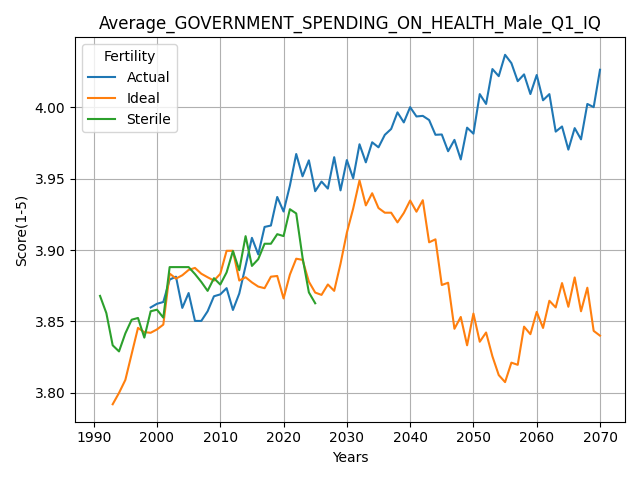 Average_GOVERNMENT_SPENDING_ON_HEALTH_Male_Q1_IQ
Fertility
Actual
Ideal
Sterile
Score(1-5)
4.00
3.95
3.90
3.85
3.80
1990 2000 2010 2020 2030 2040 2050 2060 2070
Years